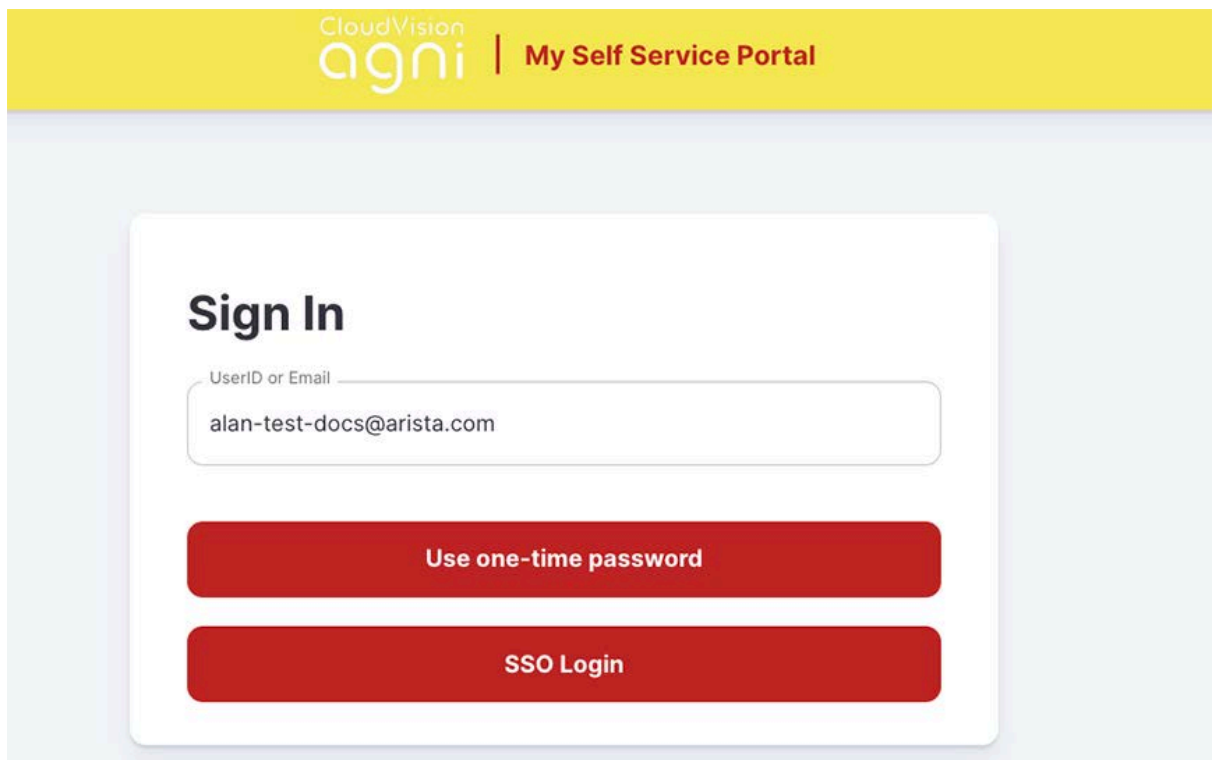 CloudVision
agni
My Self Service Portal
Sign In
UserID or Email
alan-test-docs@arista.com
Use one-time password
SSO Login